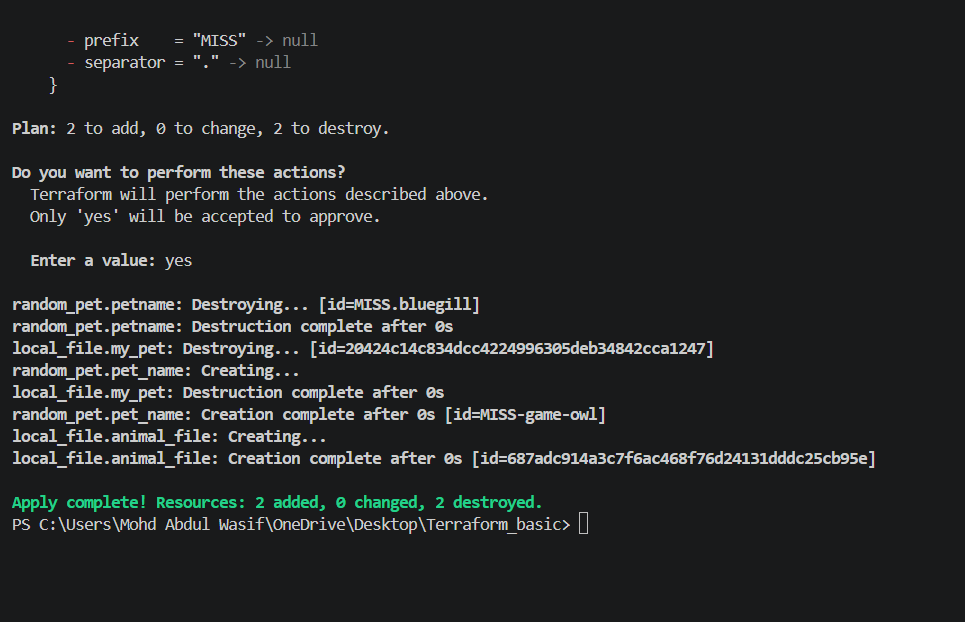 - prefix    = "MISS" -> null
- separator = "." -> null
}
Plan: 2 to add, 0 to change, 2 to destroy.
Do you want to perform these actions?
Terraform will perform the actions described above.
Only 'yes' will be accepted to approve.
Enter a value: yes
random_pet.petname: Destroying... [id=MISS.bluegill]
random_pet.petname: Destruction complete after 0s
local_file.my_pet: Destroying... [id=20424c14c834dcc4224996305deb34842cca1247]
random_pet.pet_name: Creating...
local_file.my_pet: Destruction complete after 0s
random_pet.pet_name: Creation complete after 0s [id=MISS-game-owl]
local_file.animal_file: Creating...
local_file.animal_file: Creation complete after 0s [id=687adc914a3c7f6ac468f76d24131dddc25cb95e]
Apply complete! Resources: 2 added, 0 changed, 2 destroyed.
PS C:\Users\Mohd Abdul Wasif\OneDrive\Desktop\Terraform_basic>